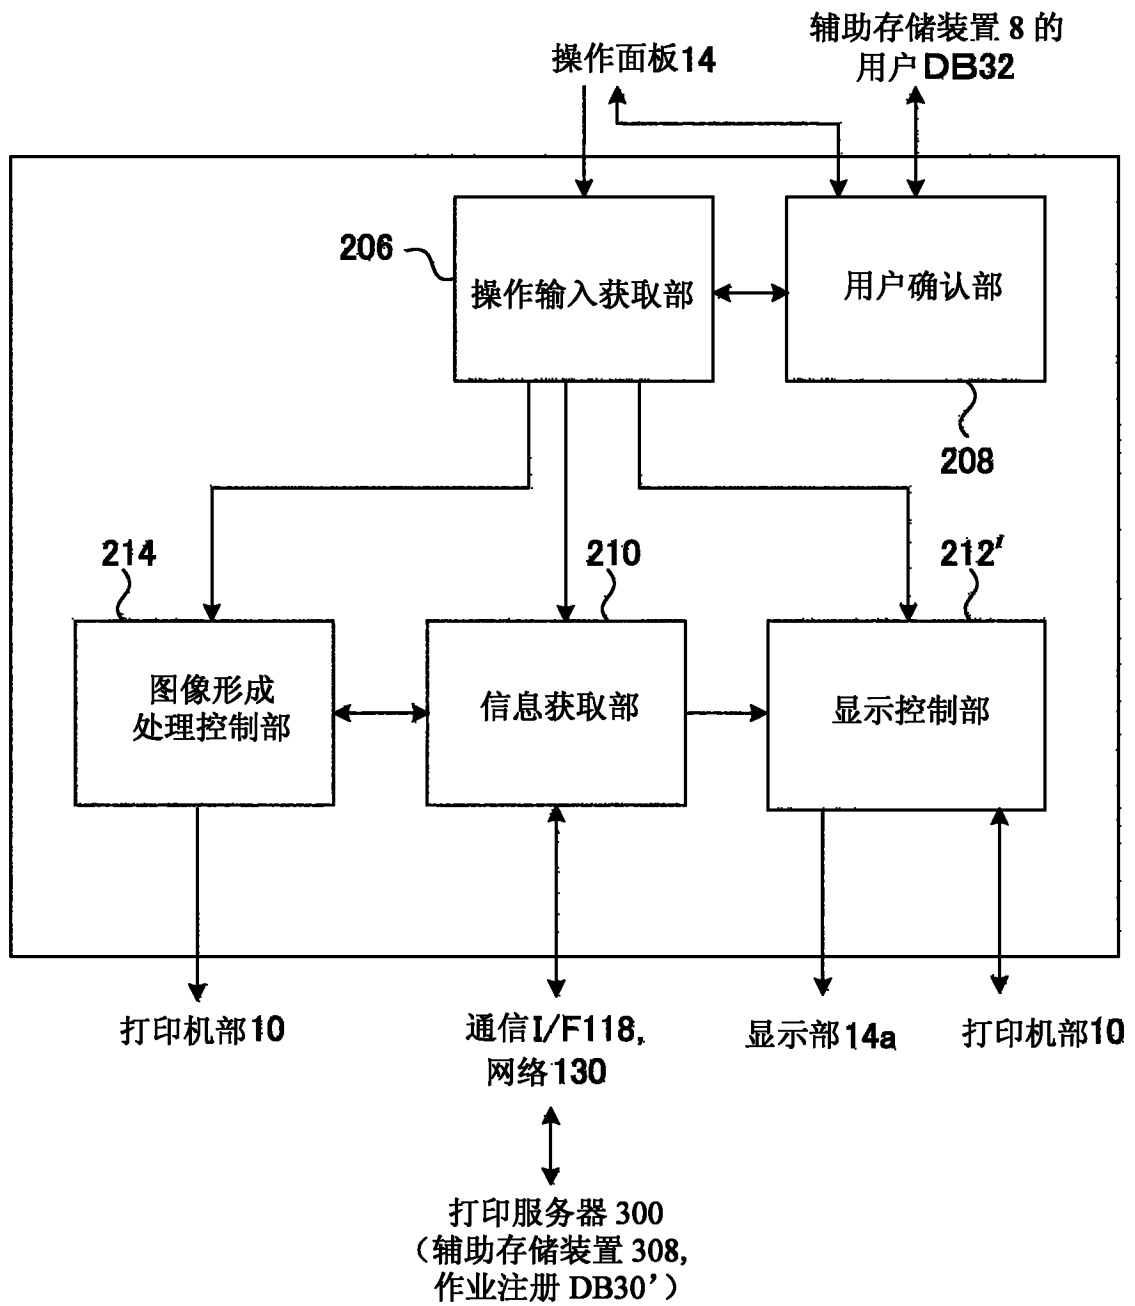 操作面板14
辅助存储装置 8 的
用户DB32
206
操作输入获取部
用户确认部
208
214
210
212'
图像形成
处理控制部
信息获取部
显示控制部
打印机部10
通信I/F118,
网络130
显示部14a
打印机部10
打印服务器 300
（辅助存储装置 308,
作业注册 DB30’）